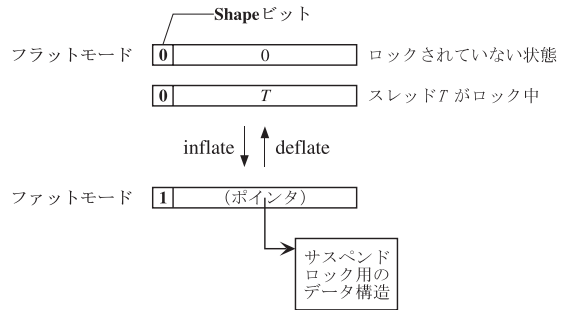 Shapeビット
フラットモード 0 0 ロックされていない状態
0 T スレッドT がロック中
inflate deflate
ファットモード 1 (ポインタ)
サスペンド
ロック用の
データ構造